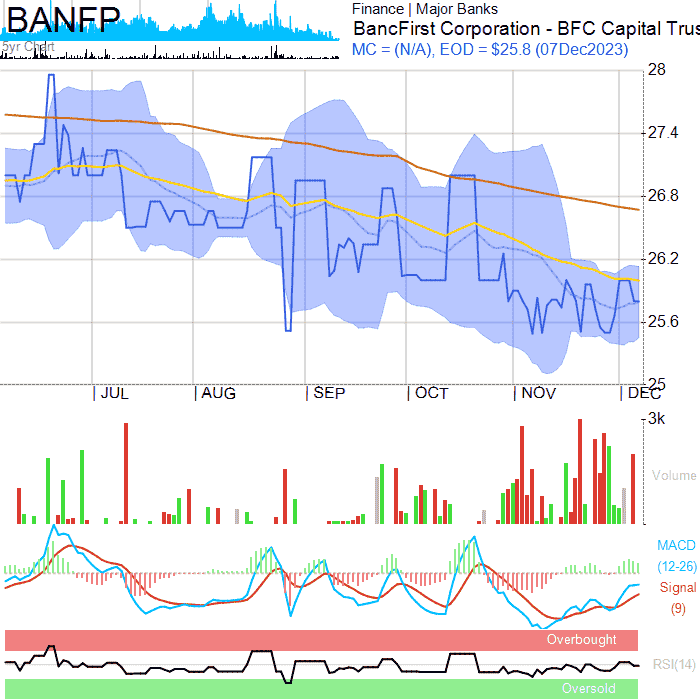 BANFP
5yr Chart
Finance | Major Banks
BancFirst Corporation - BFC Capital Trus
MC = (N/A), EOD = $25.8 (07Dec2023)
28
27.4
26.8
26.2
25.6
25
JUL
AUG
SEP
OCT
NOV
DEC
3k
Volume
MACD
(12-26)
Signal
(9)
Overbought
RSI(14)
Oversold